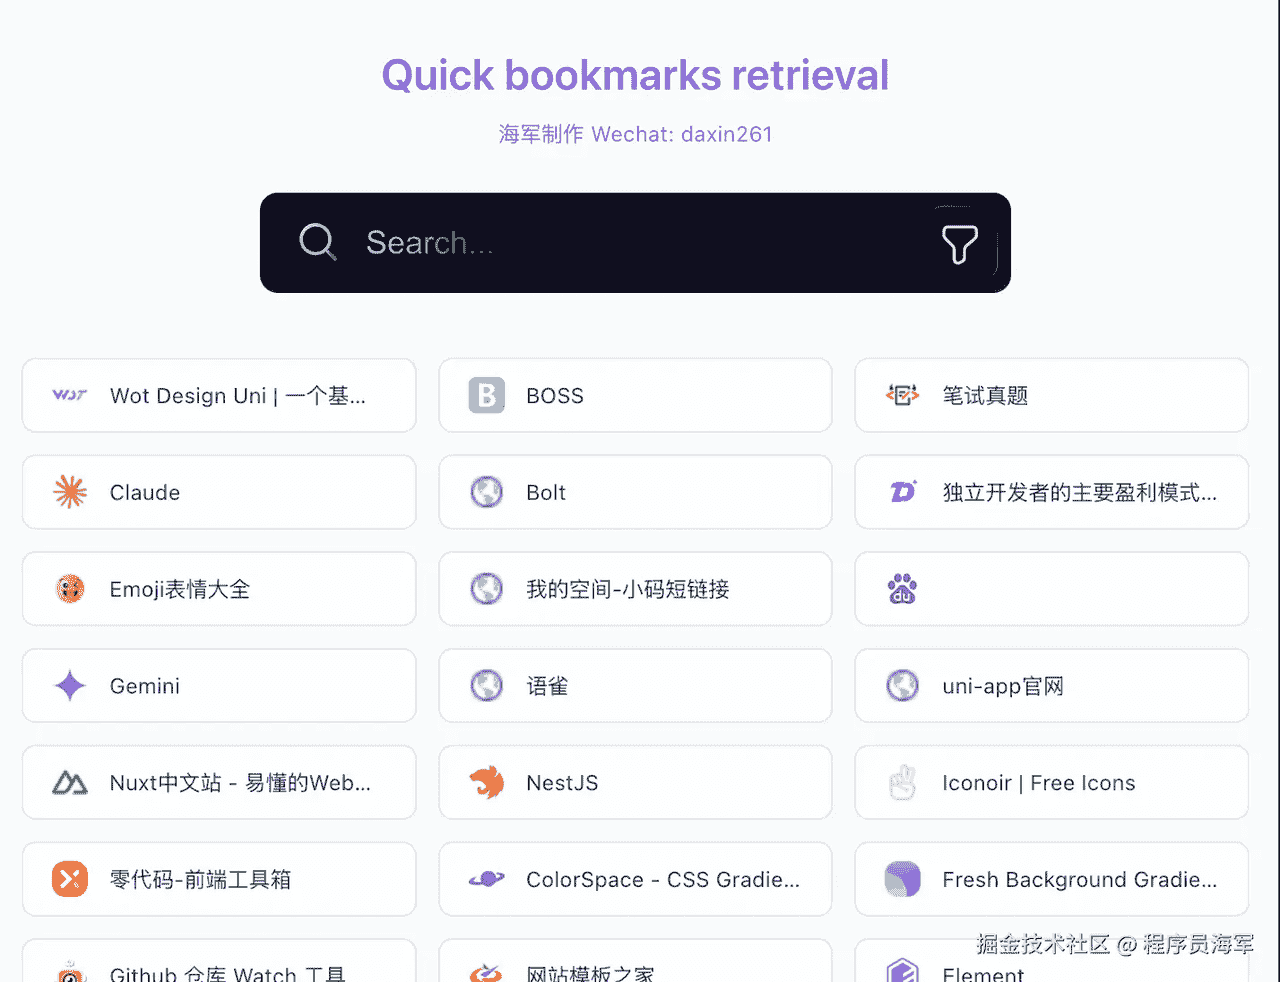 Quick bookmarks retrieval
海军制作 Wechat: daxin261
Search...
WOT Wot Design Uni | 一个基...
B BOSS
笔试真题
Claude
Bolt
独立开发者的主要盈利模式...
Emoji表情大全
我的空间-小码短链接
du
Gemini
语雀
uni-app官网
Nuxt中文站 - 易懂的Web...
NestJS
Iconoir | Free Icons
零代码-前端工具箱
ColorSpace - CSS Gradie...
Fresh Background Gradie...
Github 仓库 Watch 工具
网站模板之家
Element
掘金技术社区 @ 程序员海军